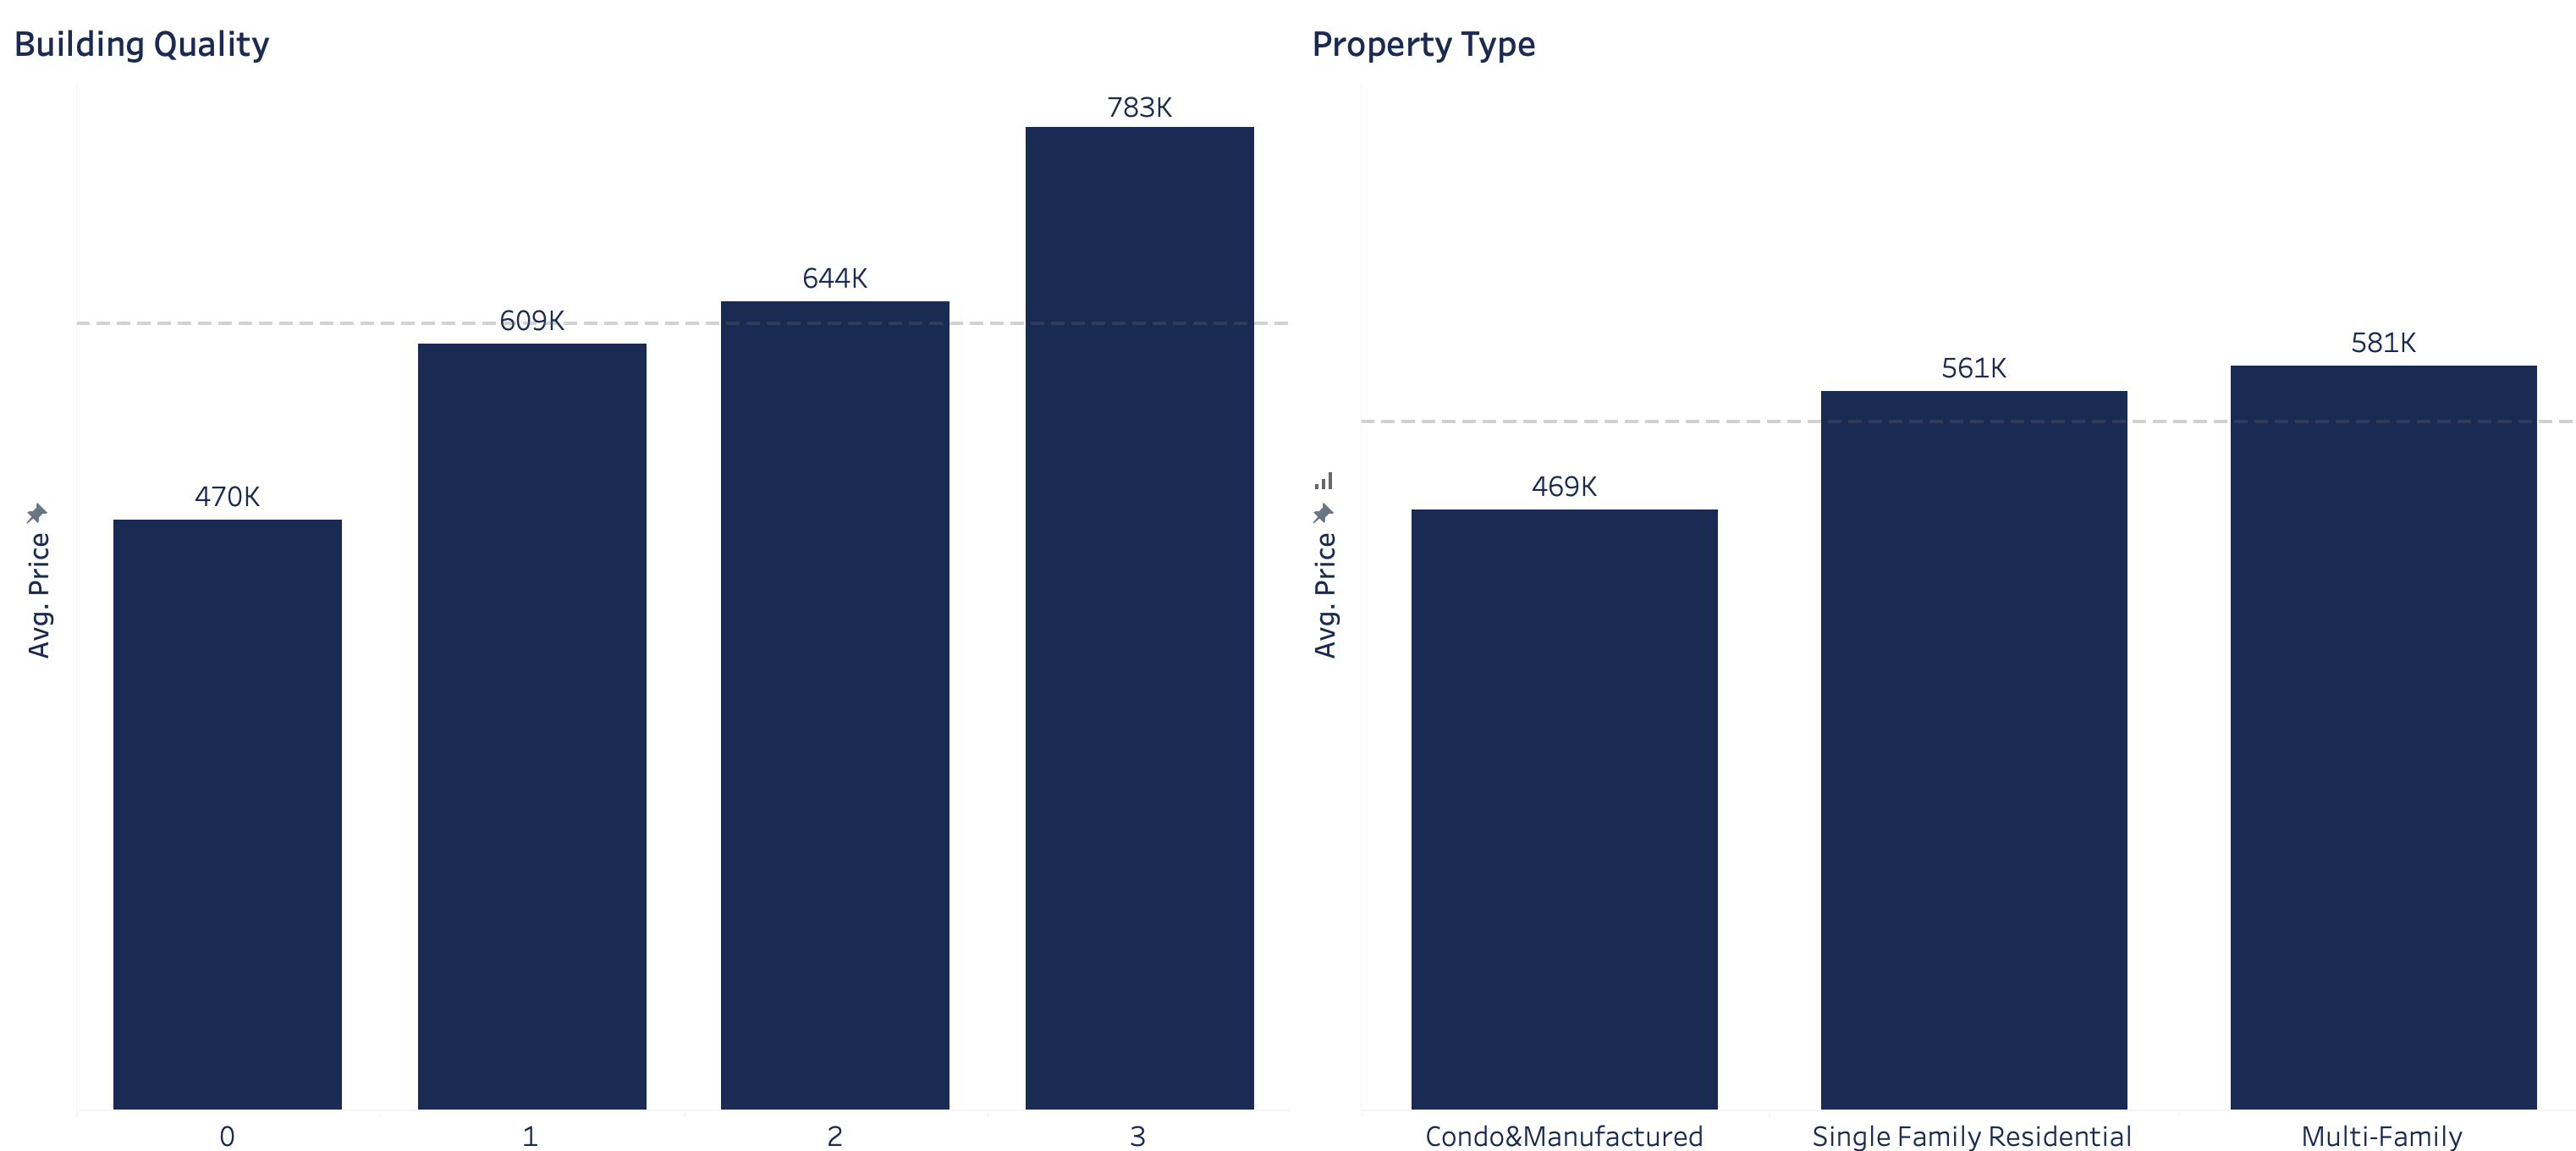 Building Quality
Avg. Price
783K
644K
609K
470K
0
1
2
3
Property Type
Avg. Price
581K
561K
469K
Condo&Manufactured
Single Family Residential
Multi-Family